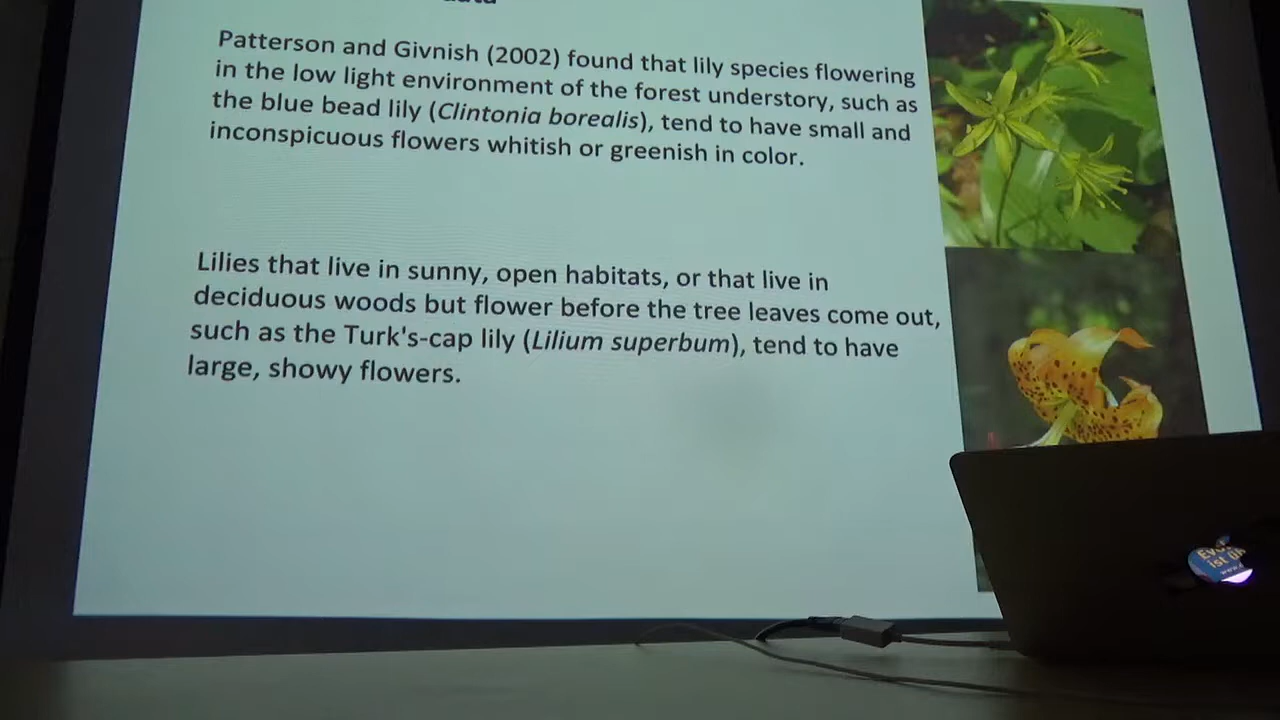 Patterson and Givnish (2002) found that lily species flowering
in the low light environment of the forest understory, such as
the blue bead lily (Clintonia borealis), tend to have small and
inconspicuous flowers whitish or greenish in color.
Lilies that live in sunny, open habitats, or that live in
deciduous woods but flower before the tree leaves come out,
such as the Turk's-cap lily (Lilium superbum), tend to have
large, showy flowers.
ist